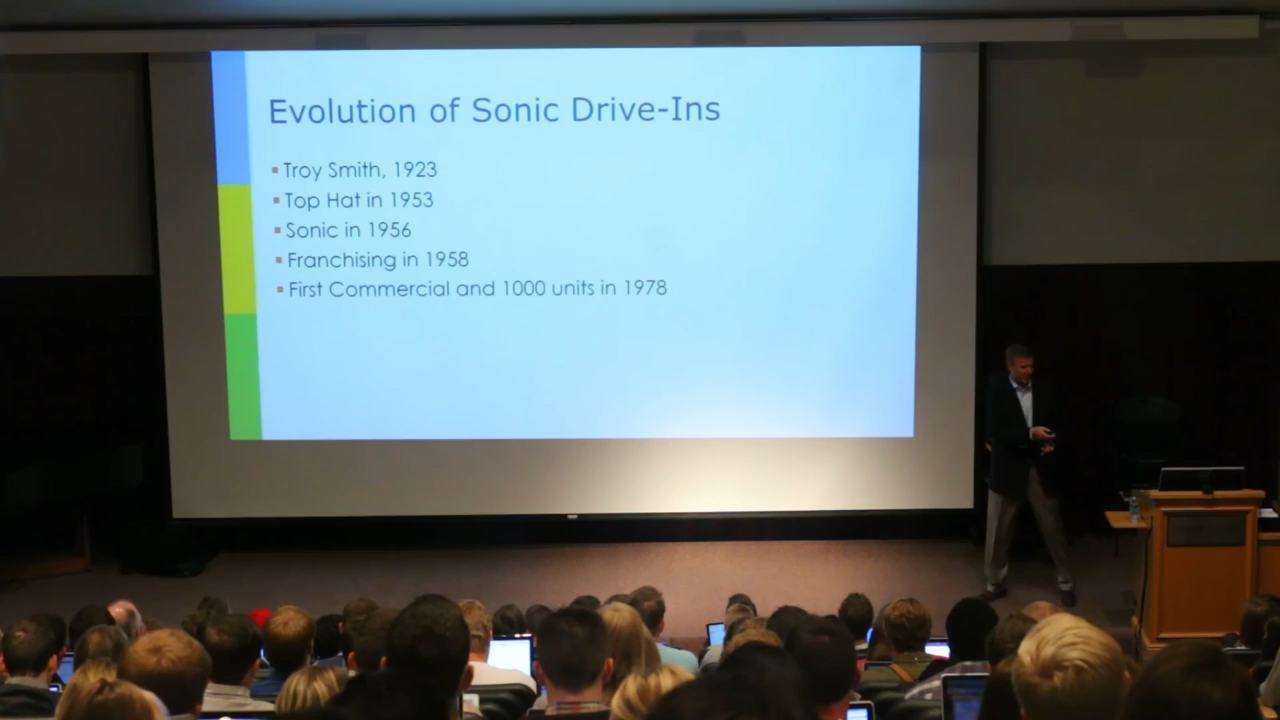 Evolution of Sonic Drive-Ins
▪ Troy Smith, 1923
▪ Top Hat in 1953
▪ Sonic in 1956
▪ Franchising in 1958
▪ First Commercial and 1000 units in 1978